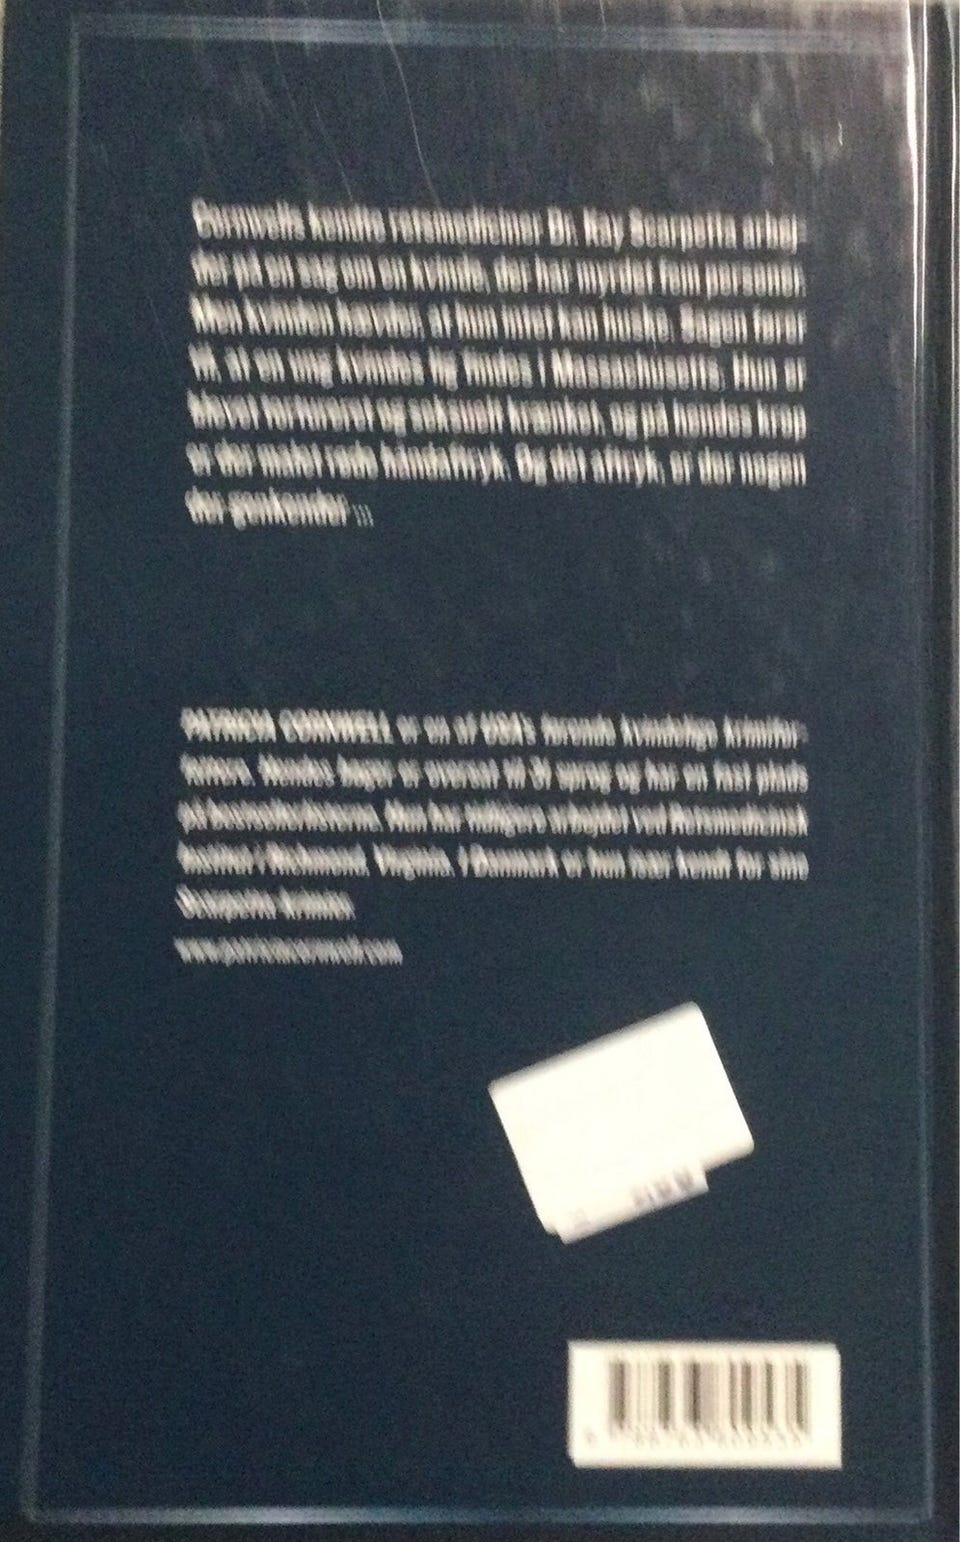 Cornwells kendte retsmediciner Dr. Kay Scarpetta arbej-
der på en sag om en kvinde, der har myrdet fem personer.
Men kvinden hævder, at hun intet kan huske. Sagen fører
til, at en ung kvindes lig findes i Massachusetts. Hun er
blevet tortureret og seksuelt krænket, og på hendes krop
er der malet røde håndaftryk. Og det aftryk, er der nogen
der genkender ...
PATRICIA CORNWELL er en af USA's førende kvindelige krimifor-
fattere. Hendes bøger er oversat til sprog og har en fast plads
på bestsellerlisterne. Hun har tidligere arbejdet ved Retsmedicinsk
Institut i Richmond, Virginia. I Danmark er hun især kendt for sine
Scarpetta-krimier.
www.patriciacornwell.com